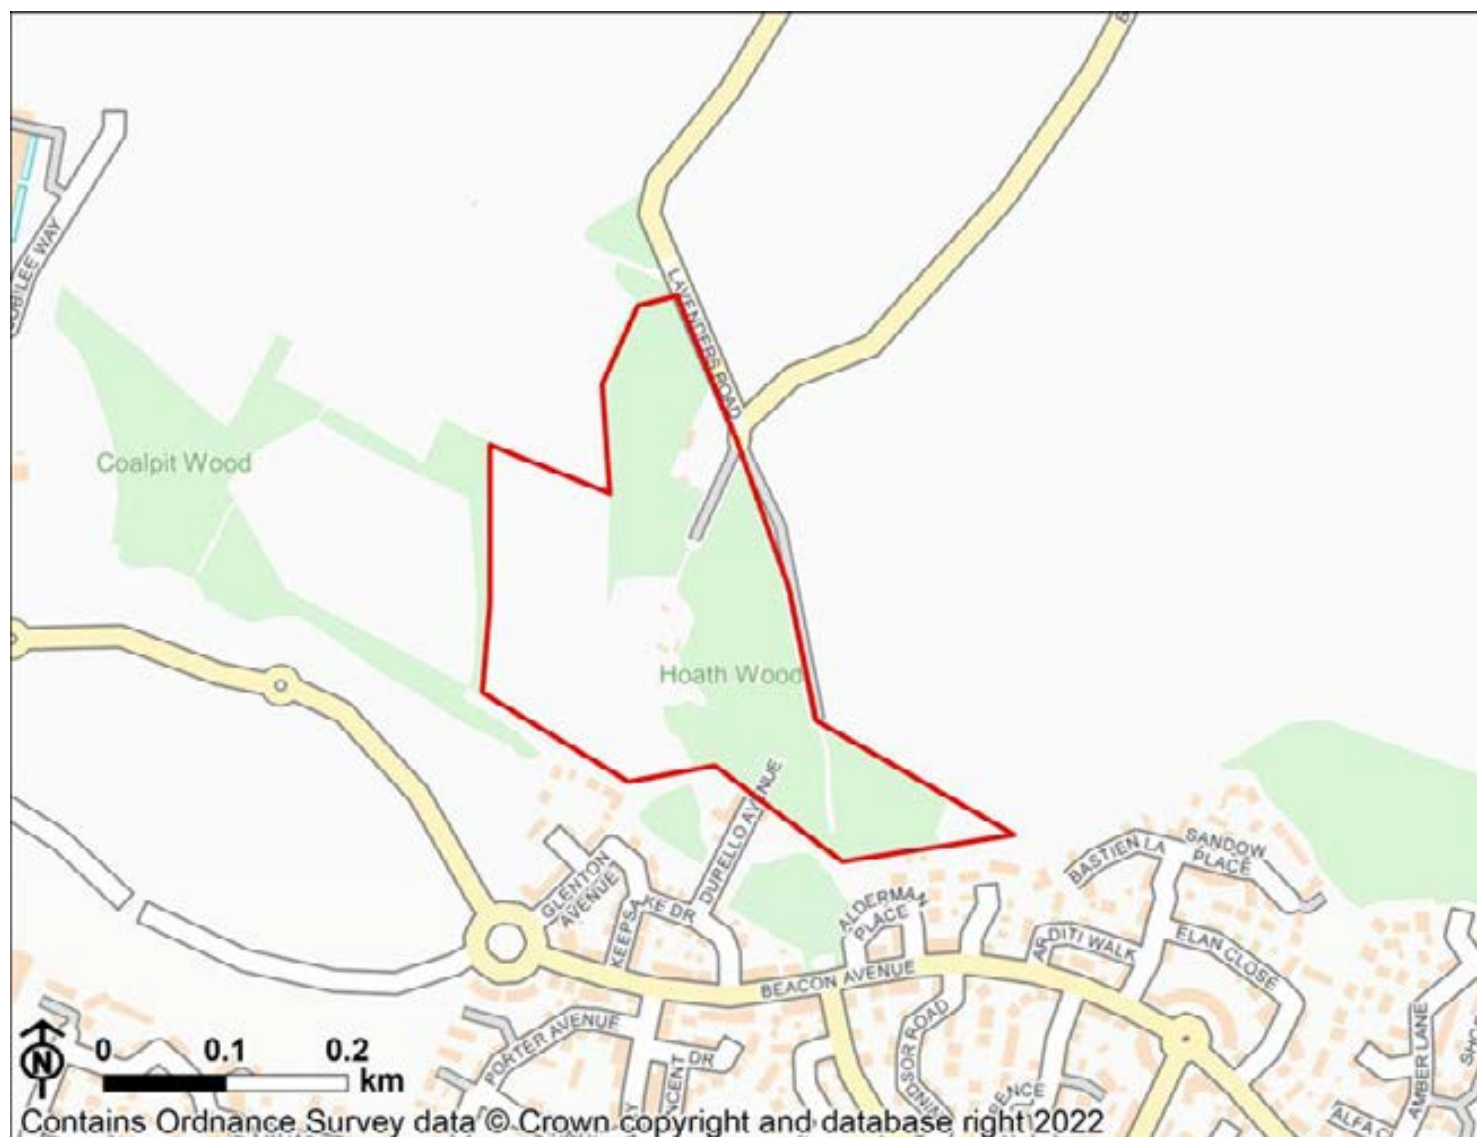 LAVENDERS ROAD
Coalpit Wood
Hoath Wood
DURELLO AVENUE
GLENTON
AVENUE
KEEPSAKE DR
ALDERMAN
PLACE
BASTIEN LA
SANDOW
PLACE
ARDITI WALK
ELAN CLOSE
BEACON AVENUE
PORTER AVENUE
DR
AMBER LANE
N
0 0.1 0.2
km
Contains Ordnance Survey data © Crown copyright and database right 2022